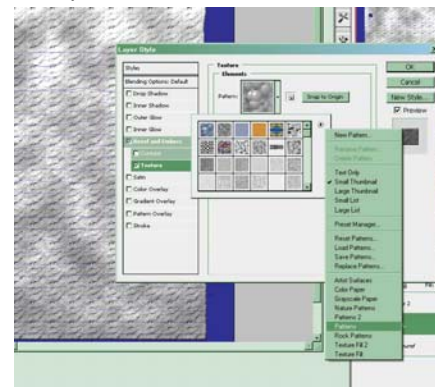 Layer Style
Styles
Blending Options: Default
Drop Shadow
Inner Shadow
Outer Glow
Inner Glow
Bevel and Emboss
Contour
Texture
Satin
Color Overlay
Gradient Overlay
Pattern Overlay
Stroke
Texture
Elements
Pattern:
Snap to Origin
OK
Cancel
New Style...
Preview
New Pattern...
Rename Pattern...
Delete Pattern
Text Only
Small Thumbnail
Large Thumbnail
Small List
Large List
Preset Manager...
Reset Patterns...
Load Patterns...
Save Patterns...
Replace Patterns...
Artist Surfaces
Color Paper
Grayscale Paper
Nature Patterns
Patterns 2
Patterns
Rock Patterns
Texture Fill 2
Texture Fill